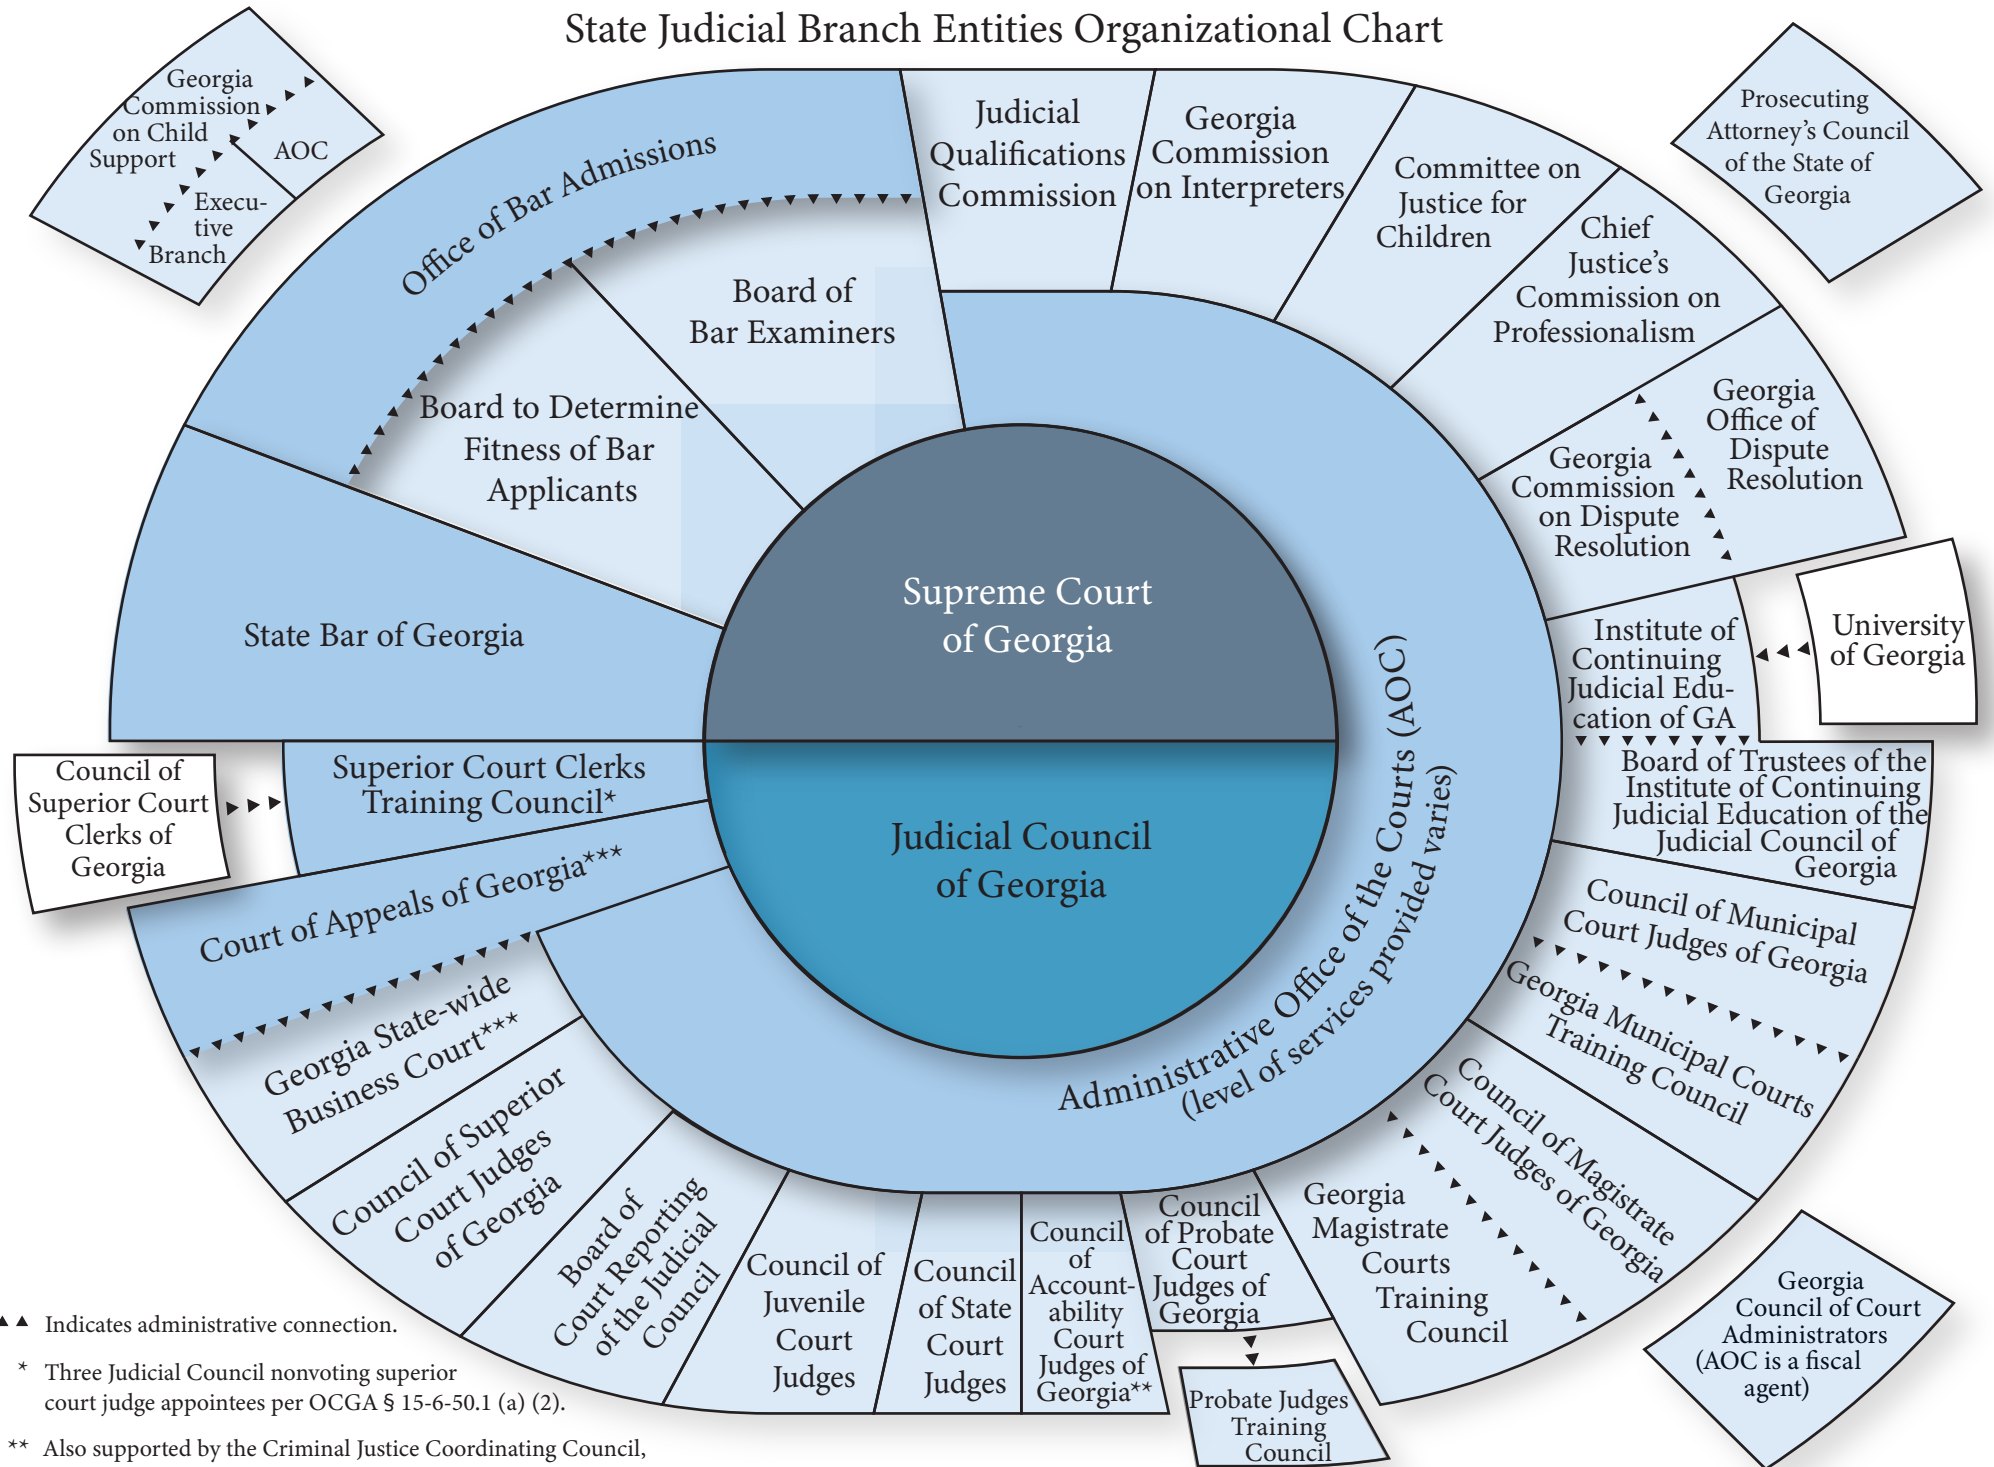 State Judicial Branch Entities Organizational Chart
Georgia
Commission
on Child
Support
AOC
Execu-
tive
Branch
Office of Bar Admissions
Board of
Bar Examiners
Board to Determine
Fitness of Bar
Applicants
State Bar of Georgia
Judicial
Qualifications
Commission
Georgia
Commission
on Interpreters
Committee on
Justice for
Children
Chief
Justice's
Commission on
Professionalism
Prosecuting
Attorney's Council
of the State of
Georgia
Georgia
Office of
Dispute
Resolution
Georgia
Commission
on Dispute
Resolution
Supreme Court
of Georgia
Judicial Council
of Georgia
Administrative Office of the Courts (AOC)
(level of services provided varies)
Institute of
Continuing
Judicial Edu-
cation of GA
University
of Georgia
Board of Trustees of the
Institute of Continuing
Judicial Education of the
Judicial Council of
Georgia
Council of Municipal
Court Judges of Georgia
Georgia Municipal Courts
Training Council
Council of Magistrate
Court Judges of Georgia
Georgia
Magistrate
Courts
Training
Council
Georgia
Council of Court
Administrators
(AOC is a fiscal
agent)
Council
of Probate
Court
Judges of
Georgia
Probate Judges
Training
Council
Council
of
Account-
ability
Court
Judges of
Georgia**
Council
of State
Court
Judges
Council of
Juvenile
Court
Judges
Board of
Court Reporting
of the Judicial
Council
Council of Superior
Court Judges
of Georgia
Georgia State-wide
Business Court***
Court of Appeals of Georgia***
Superior Court Clerks
Training Council*
Council of
Superior Court
Clerks of
Georgia
▲▲ Indicates administrative connection.
* Three Judicial Council nonvoting superior
court judge appointees per OCGA § 15-6-50.1 (a) (2).
** Also supported by the Criminal Justice Coordinating Council,